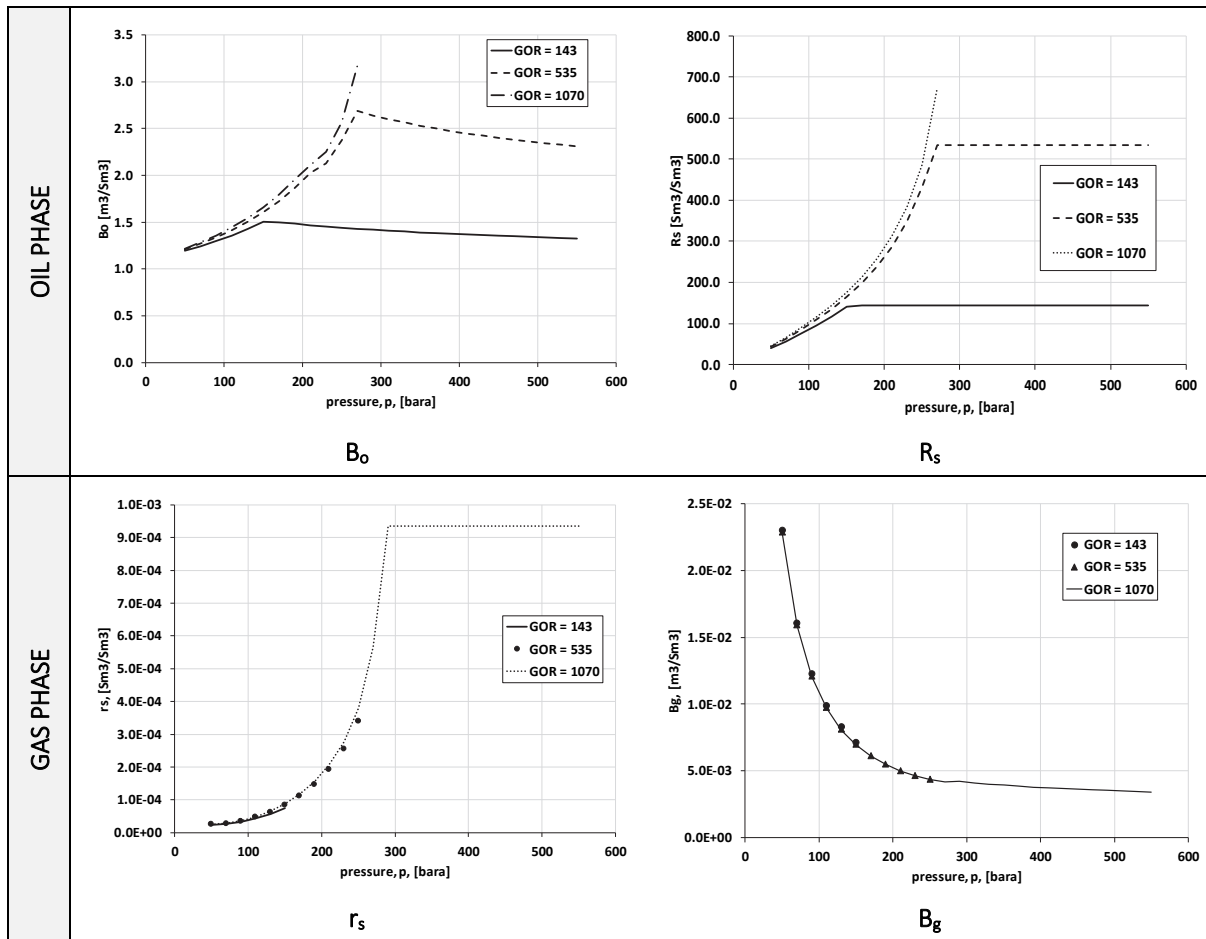 OIL PHASE
3.5
3.0
2.5
2.0
1.5
1.0
0.5
0.0
Bo [m3/Sm3]
GOR = 143
GOR = 535
GOR = 1070
0 100 200 300 400 500 600
pressure, p, [bara]
Bₒ
800.0
700.0
600.0
500.0
400.0
300.0
200.0
100.0
0.0
Rs [Sm3/Sm3]
GOR = 143
GOR = 535
GOR = 1070
0 100 200 300 400 500 600
pressure, p, [bara]
Rₛ
GAS PHASE
1.0E-03
9.0E-04
8.0E-04
7.0E-04
6.0E-04
5.0E-04
4.0E-04
3.0E-04
2.0E-04
1.0E-04
0.0E+00
rs, [Sm3/Sm3]
GOR = 143
GOR = 535
GOR = 1070
0 100 200 300 400 500 600
pressure, p, [bara]
rₛ
2.5E-02
2.0E-02
1.5E-02
1.0E-02
5.0E-03
0.0E+00
Bg, [m3/Sm3]
GOR = 143
GOR = 535
GOR = 1070
0 100 200 300 400 500 600
pressure, p, [bara]
B<sub>g</sub>